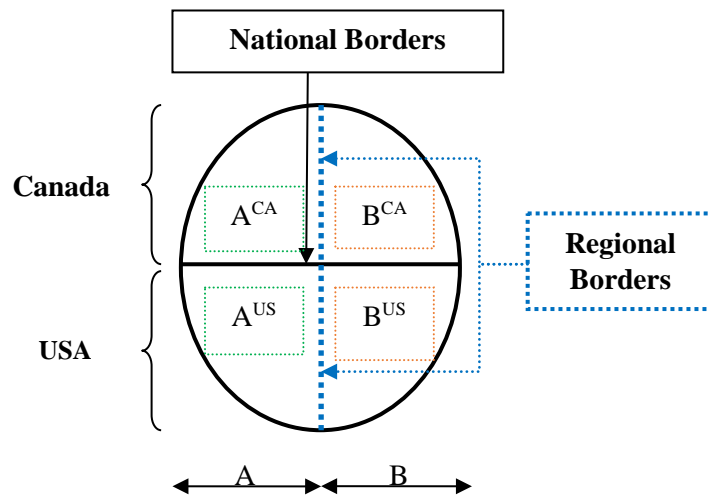 National Borders
Canada
A^CA
B^CA
Regional
Borders
A^US
B^US
USA
A
B